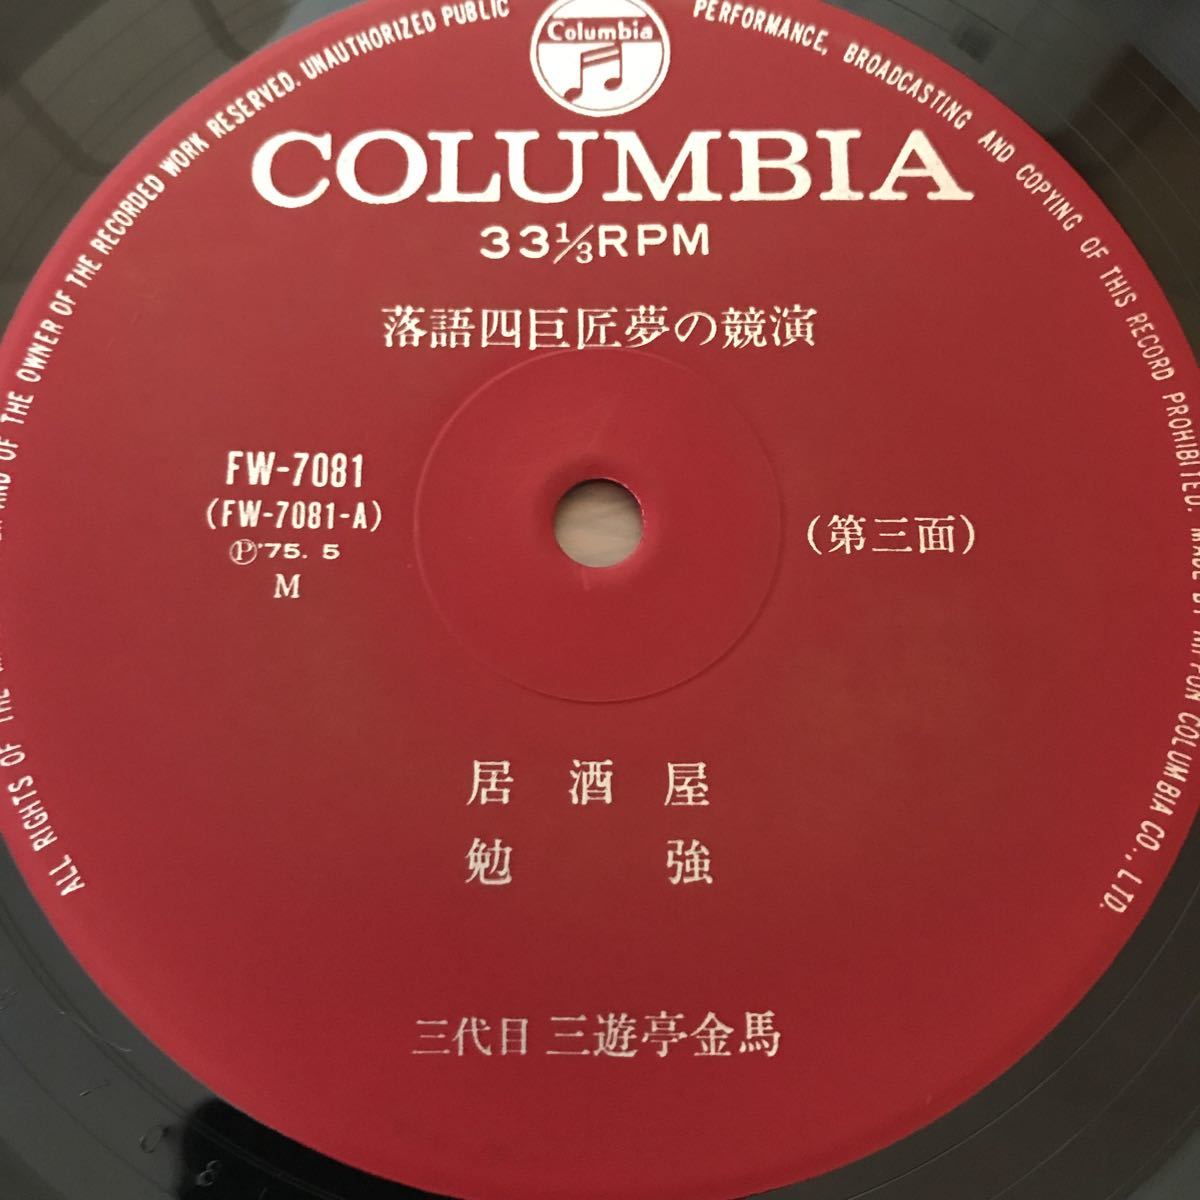 Columbia
COLUMBIA
33⅓RPM
落語四巨匠夢の競演
FW-7081
(FW-7081-A)
Ⓟ'75. 5
M
(第三面)
居酒屋
勉強
三代目 三遊亭金馬
ALL RIGHTS OF THE
AND OF THE OWNER OF THE RECORDED WORK RESERVED. UNAUTHORIZED PUBLIC PERFORMANCE, BROADCASTING AND COPYING OF THIS RECORD PROHIBITED. MADE BY NIPPON COLUMBIA CO., LTD.